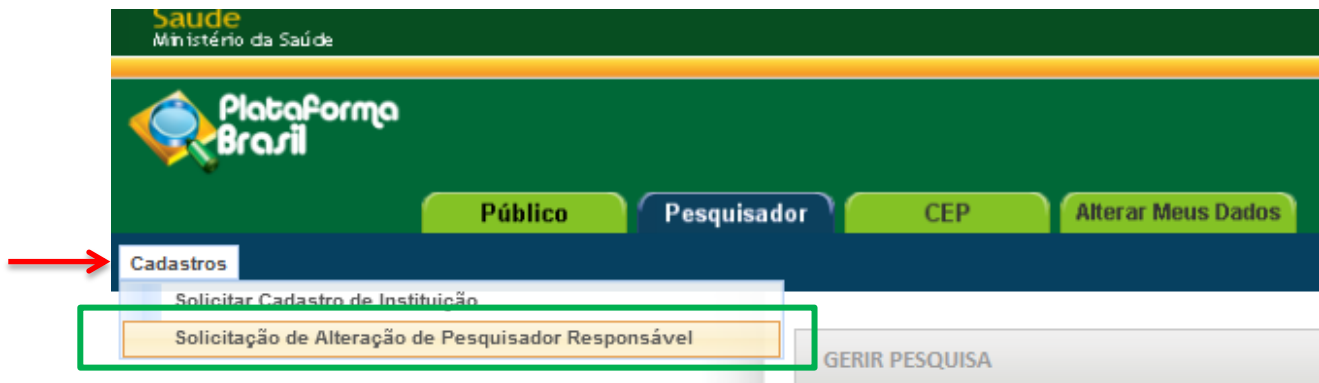 Saúde
Ministério da Saúde
Plataforma
Brasil
Público Pesquisador CEP Alterar Meus Dados
Cadastros
Solicitar Cadastro de Instituição
Solicitação de Alteração de Pesquisador Responsável
GERIR PESQUISA